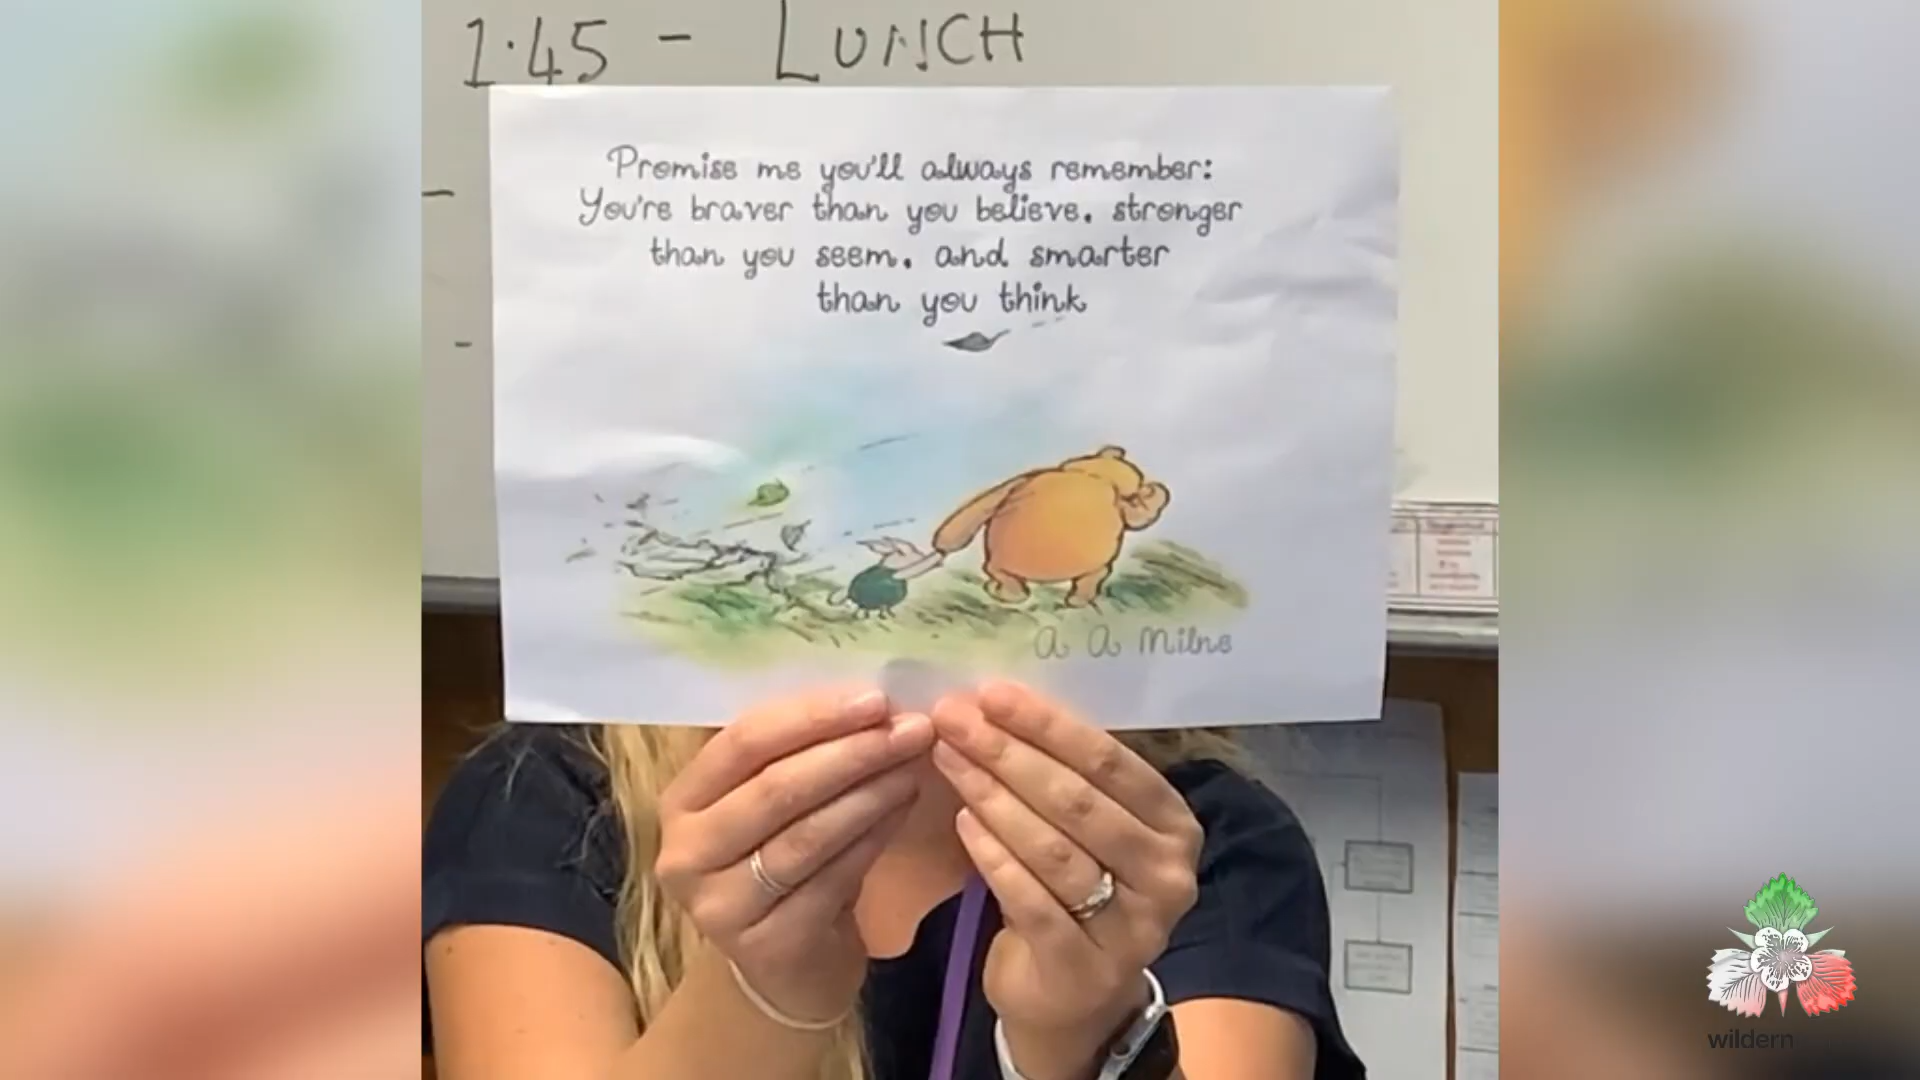 1.45 - LUNCH
Promise me you'll always remember:
You're braver than you believe. stronger
than you seem. and smarter
than you think
A A Milne
wildern